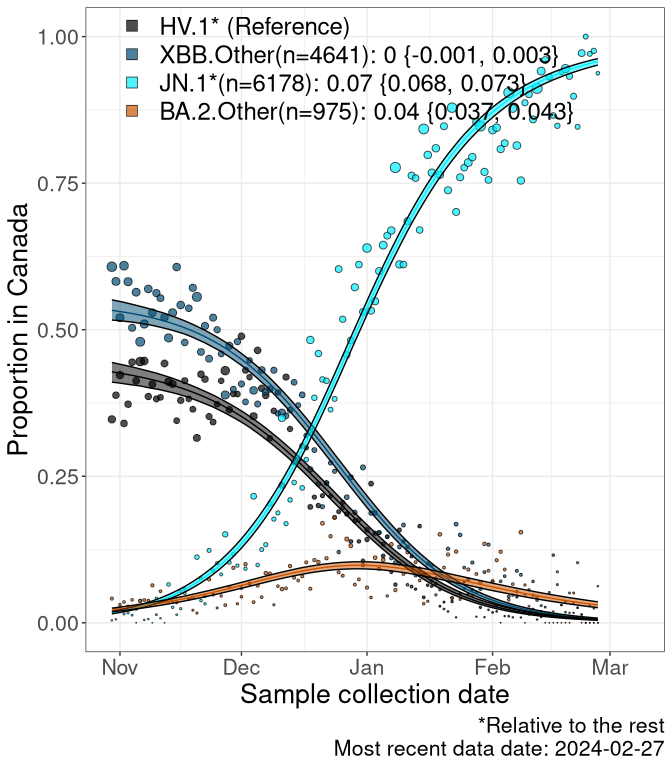 HV.1* (Reference)
XBB.Other(n=4641): 0 {-0.001, 0.003}
JN.1*(n=6178): 0.07 {0.068, 0.073}
BA.2.Other(n=975): 0.04 {0.037, 0.043}
Proportion in Canada
1.00
0.75
0.50
0.25
0.00
Nov Dec Jan Feb Mar
Sample collection date
*Relative to the rest
Most recent data date: 2024-02-27